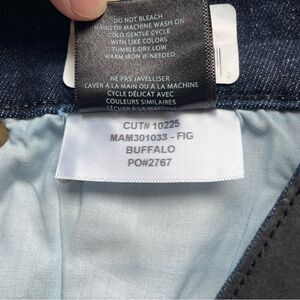 DO NOT BLEACH
HAND OR MACHINE WASH ON
COLD GENTLE CYCLE
WITH LIKE COLORS
TUMBLE DRY LOW
WARM IRON IF NEEDED
NE PAS JAVELLISER
LAVER À LA MAIN OU A LA MACHINE
CYCLE DÉLICAT AVEC
COULEURS SIMILAIRES
CUT# 10225
MAM301033 - FIG
BUFFALO
PO#2767